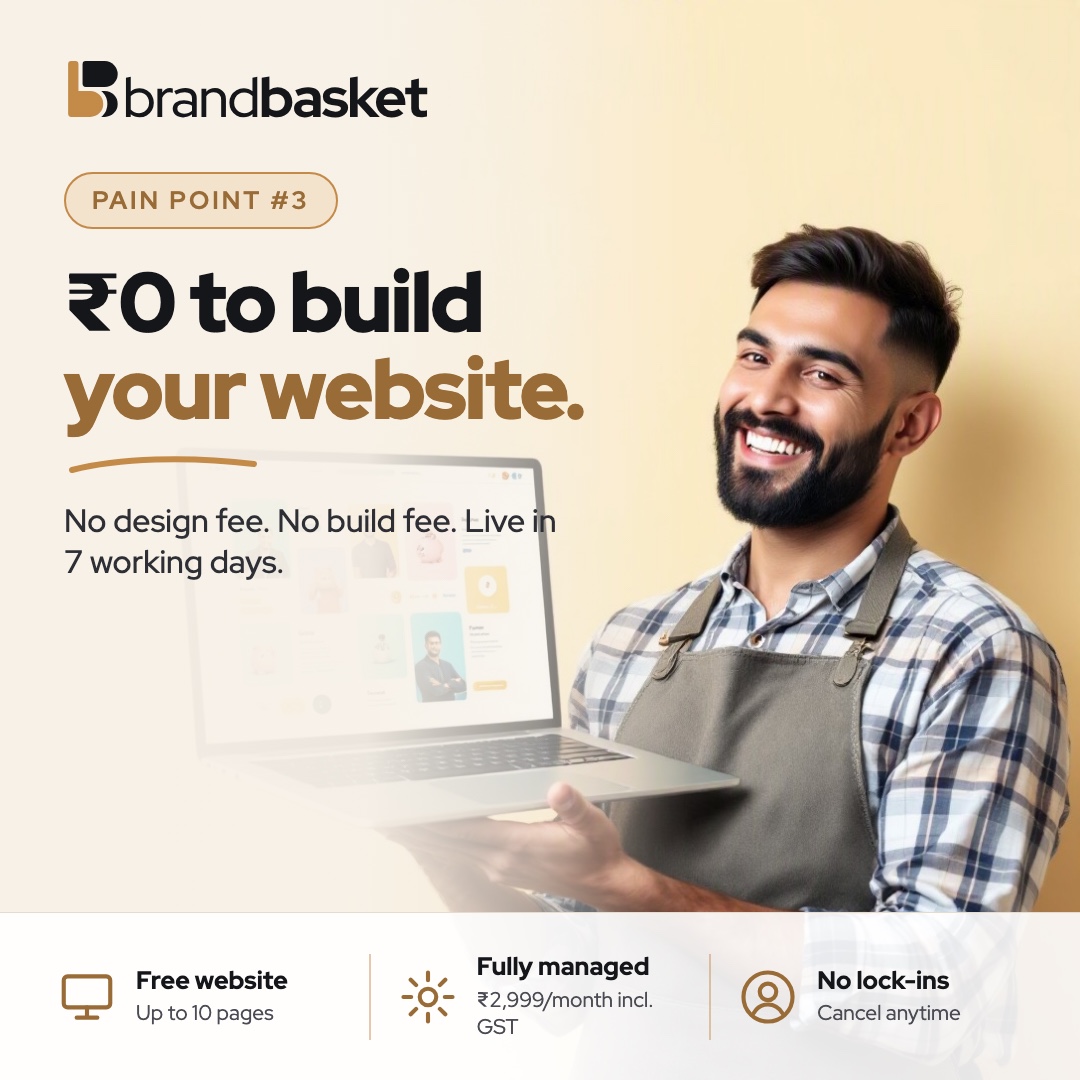 brandbasket
PAIN POINT #3
₹0 to build
your website.
No design fee. No build fee. Live in
7 working days.
Free website
Up to 10 pages
Fully managed
₹2,999/month incl.
GST
No lock-ins
Cancel anytime